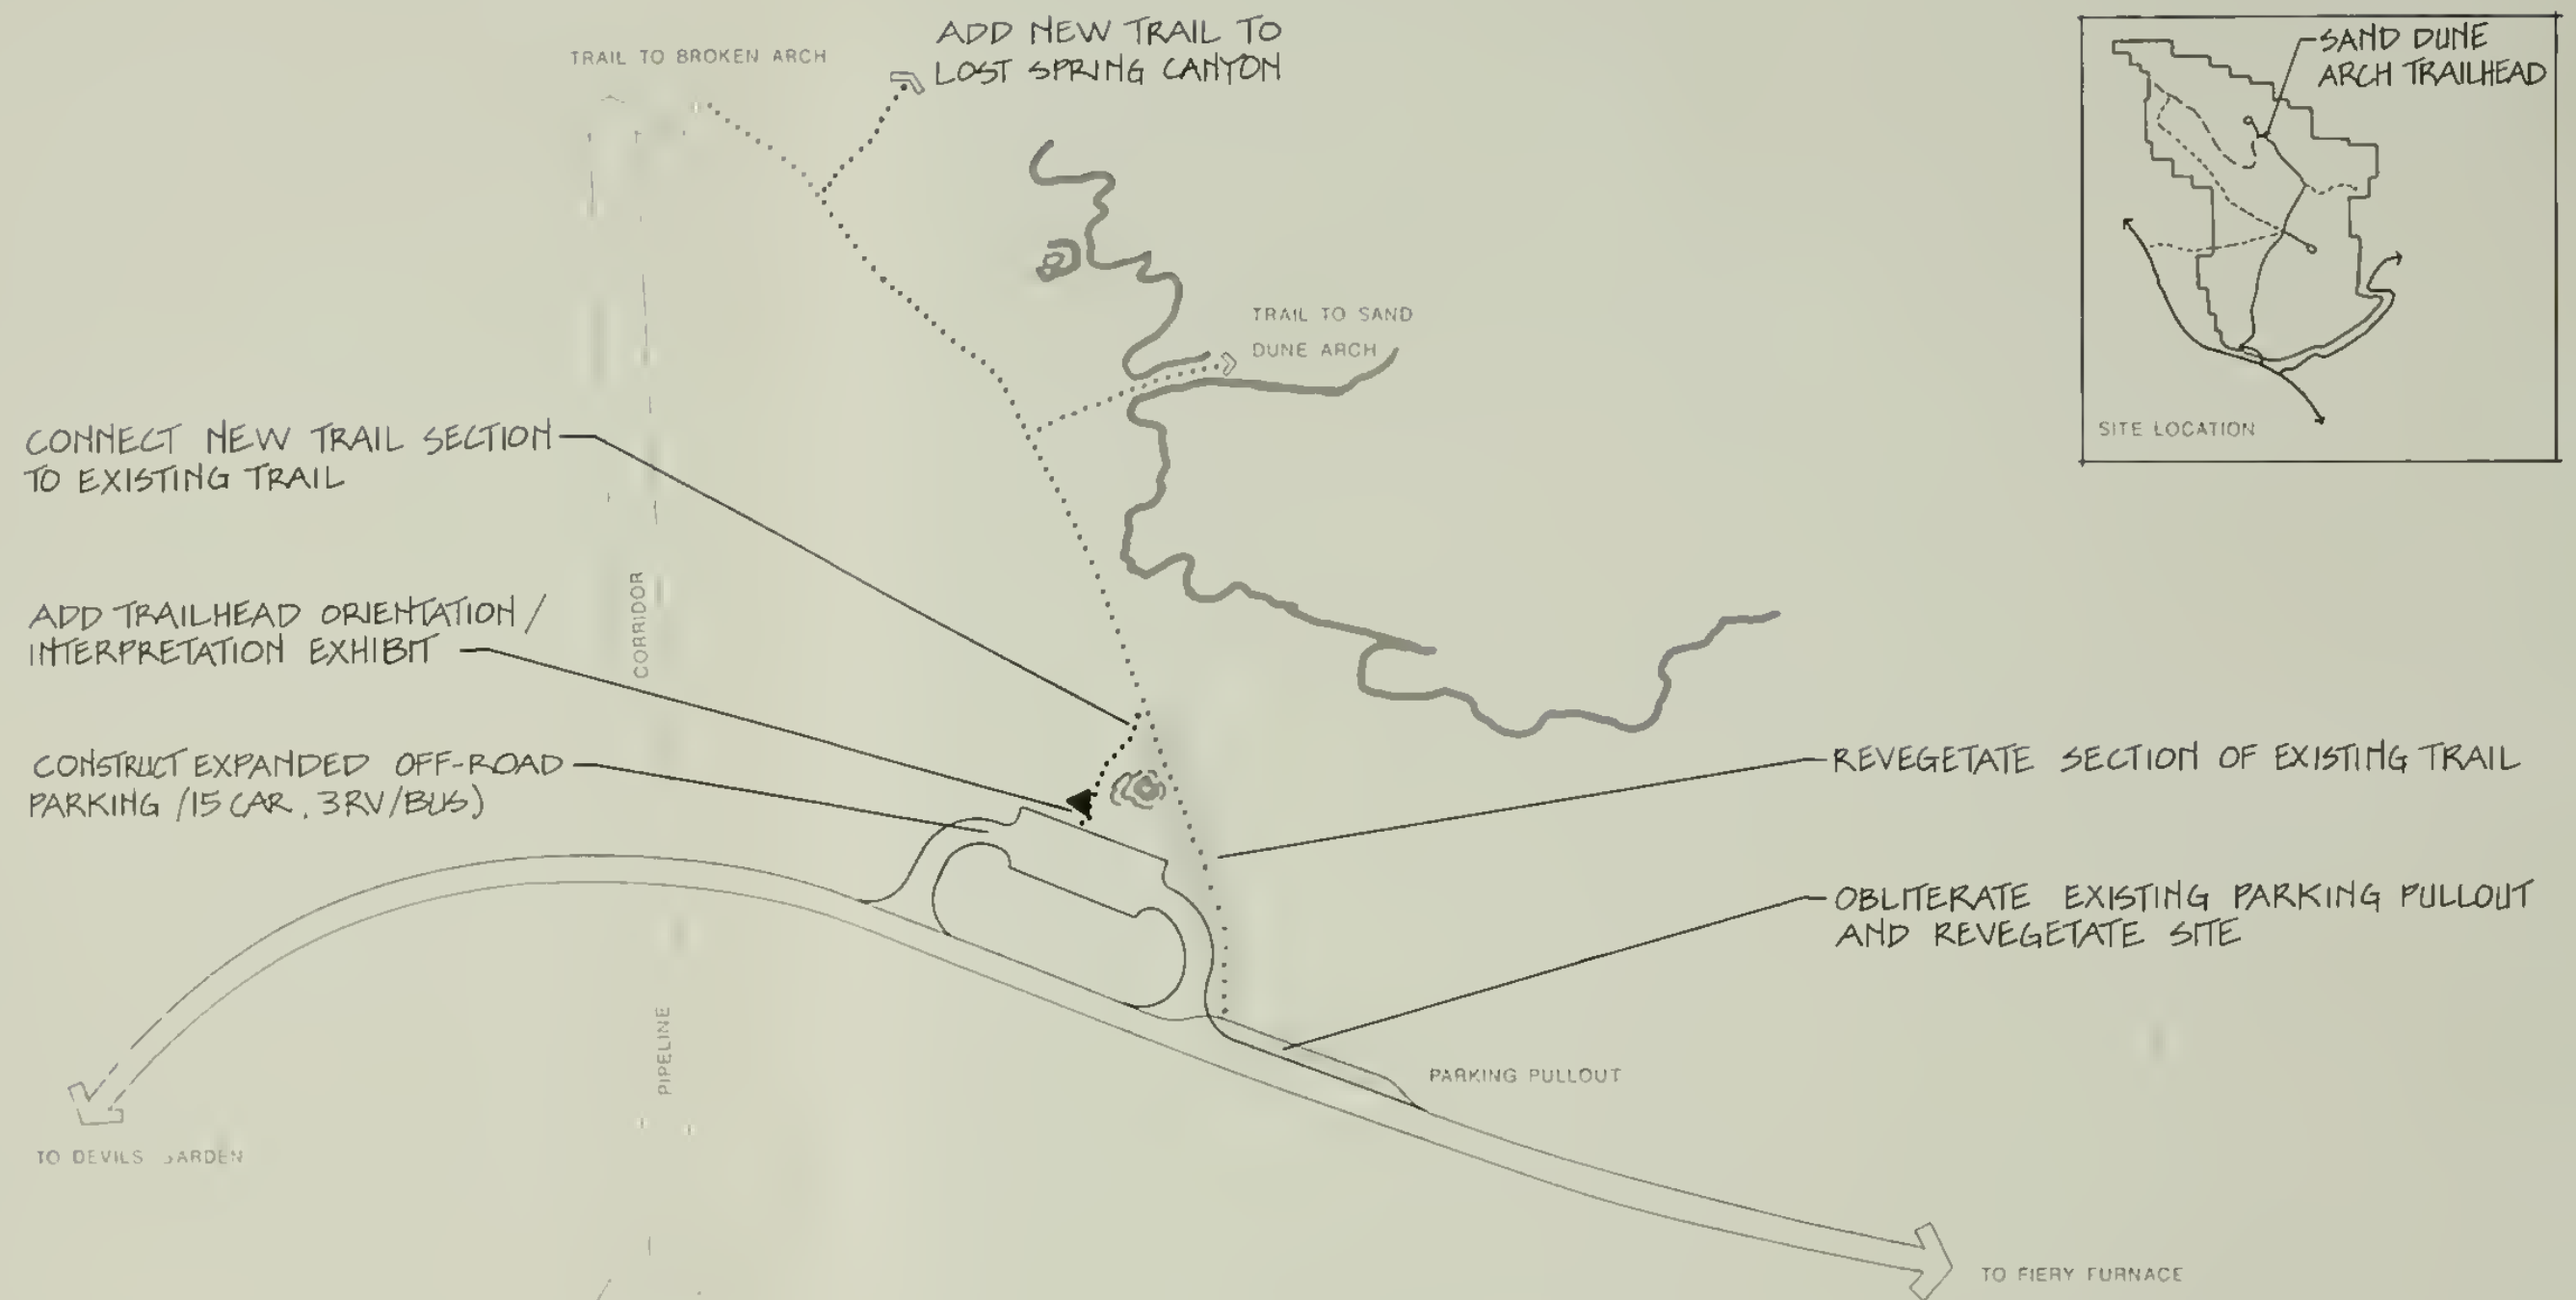 TRAIL TO BROKEN ARCH
ADD NEW TRAIL TO
LOST SPRING CANYON
SAND DUNE
ARCH TRAILHEAD
SITE LOCATION
TRAIL TO SAND
DUNE ARCH
CONNECT NEW TRAIL SECTION
TO EXISTING TRAIL
ADD TRAILHEAD ORIENTATION /
INTERPRETATION EXHIBIT
CORRIDOR
CONSTRUCT EXPANDED OFF-ROAD
PARKING (15 CAR, 3 RV/BUS)
REVEGETATE SECTION OF EXISTING TRAIL
OBLITERATE EXISTING PARKING PULLOUT
AND REVEGETATE SITE
PIPELINE
PARKING PULLOUT
TO DEVILS GARDEN
TO FIERY FURNACE